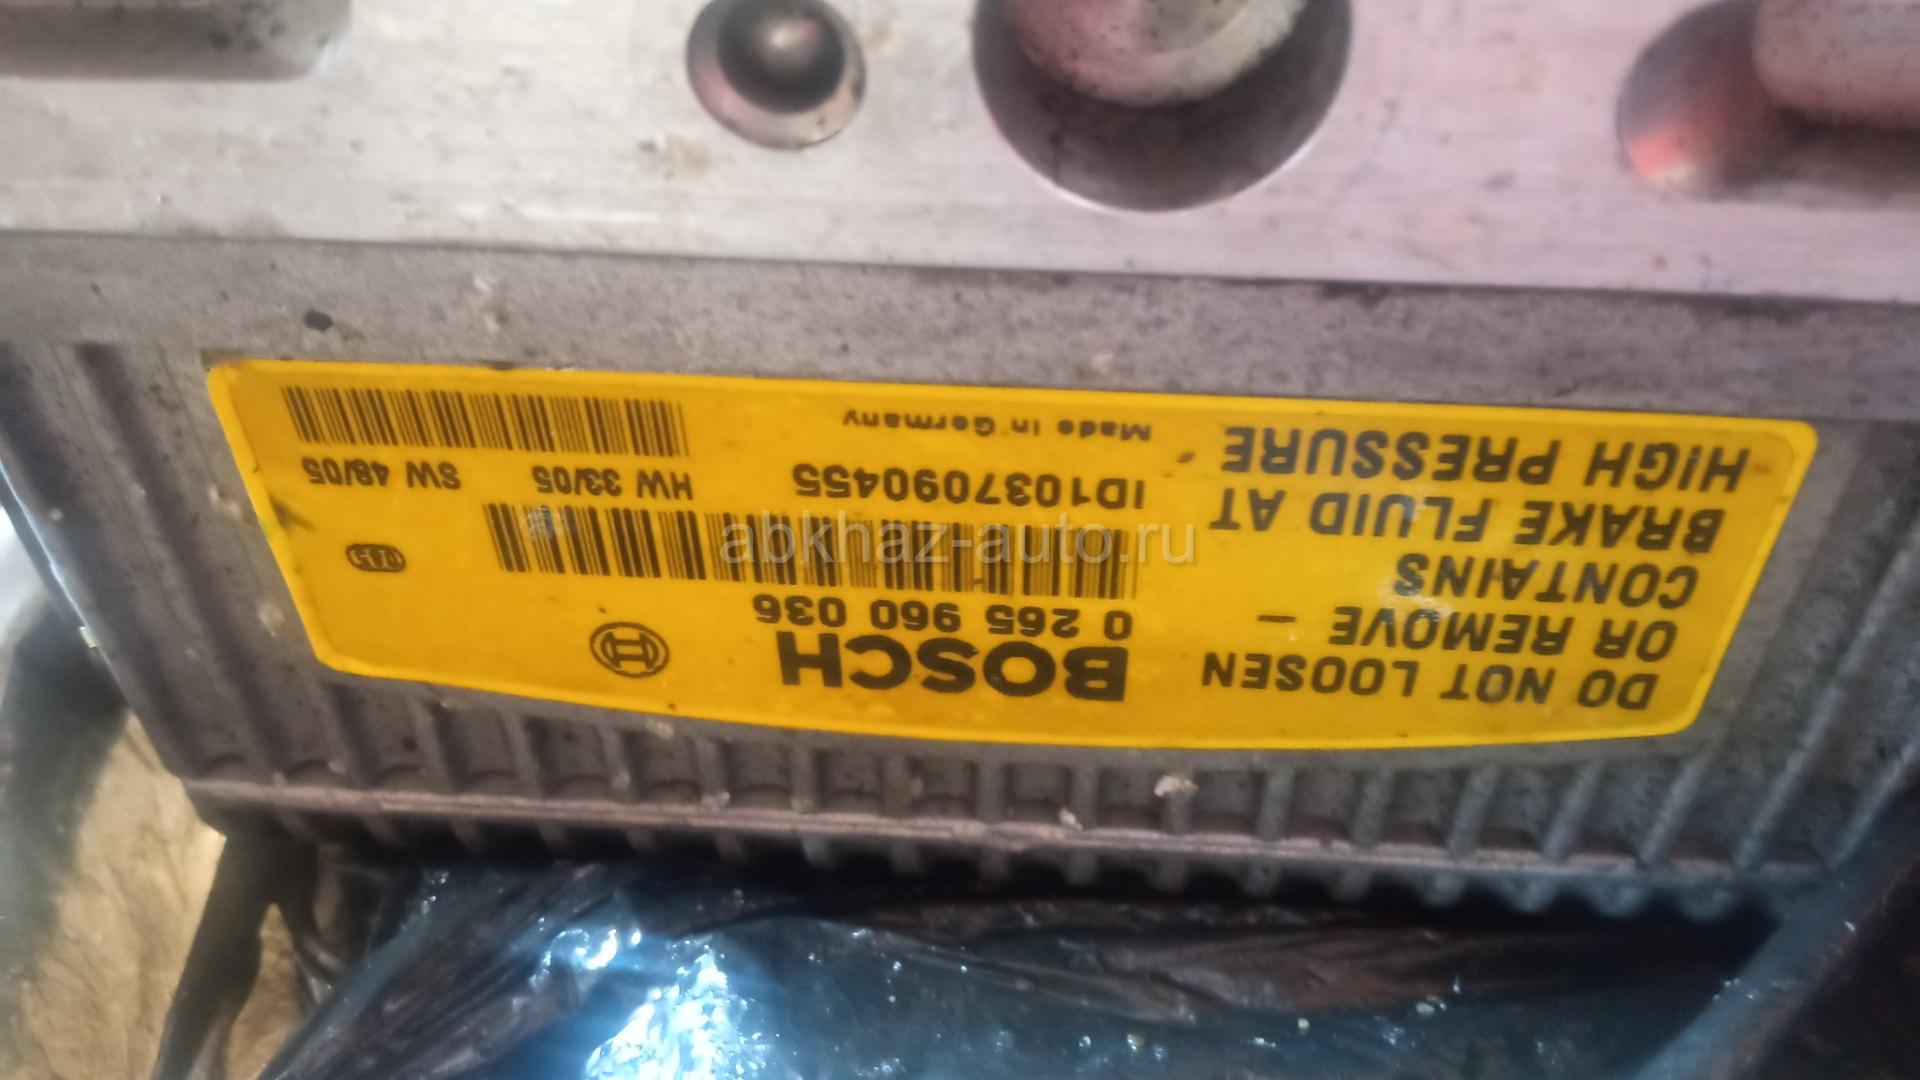 DO NOT LOOSEN
OR REMOVE –
CONTAINS
BRAKE FLUID AT
HIGH PRESSURE
BOSCH
0 265 960 036
ID1037090455
Made in Germany
HW 33/05
SW 48/05
abkhaz-auto.ru